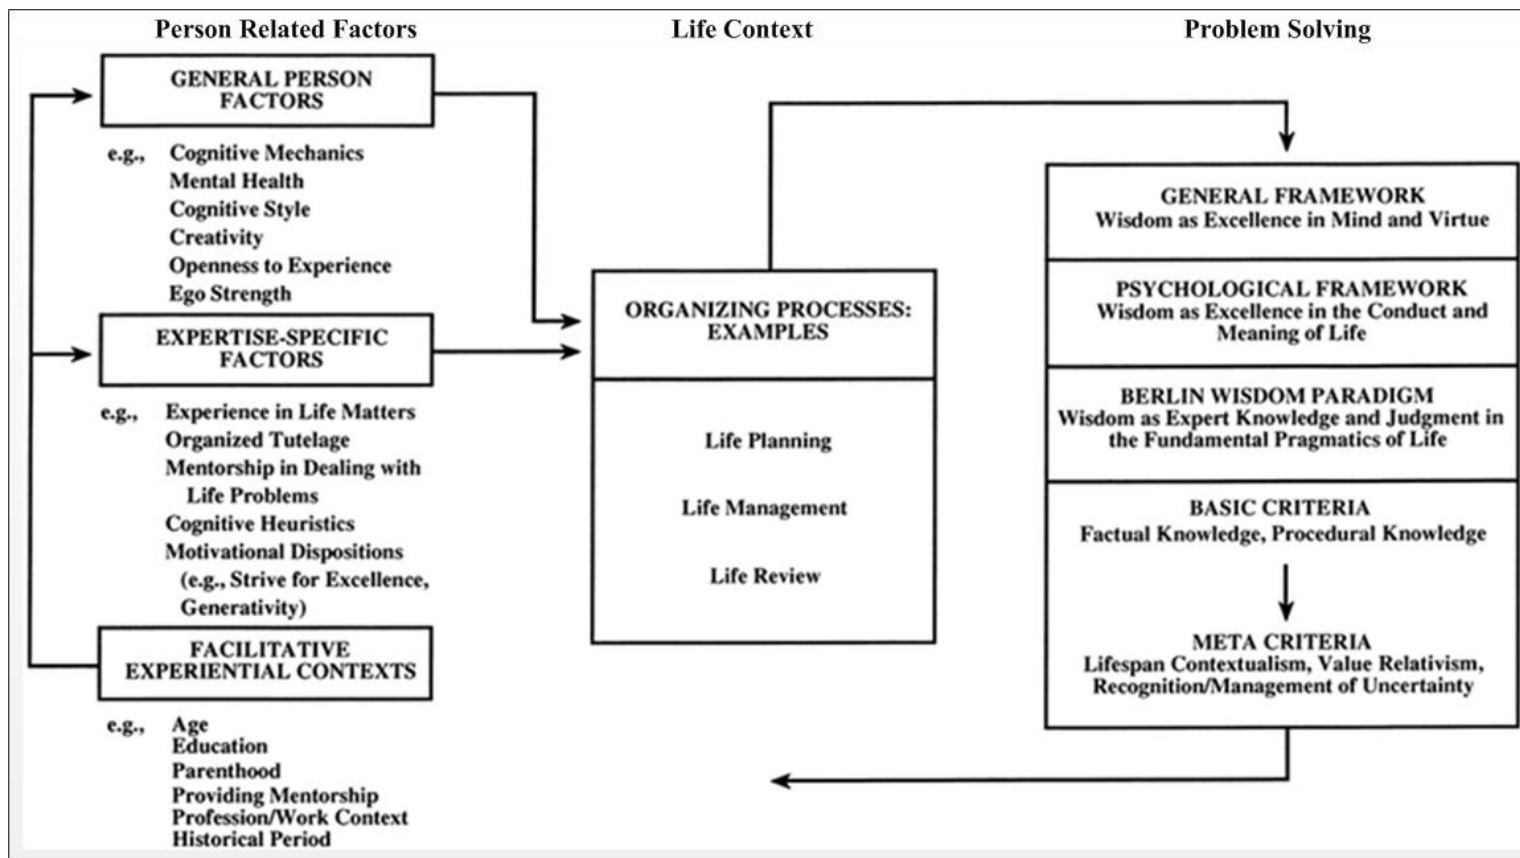 Person Related Factors
Life Context
Problem Solving
GENERAL PERSON
FACTORS
e.g., Cognitive Mechanics
Mental Health
Cognitive Style
Creativity
Openness to Experience
Ego Strength
EXPERTISE-SPECIFIC
FACTORS
e.g., Experience in Life Matters
Organized Tutelage
Mentorship in Dealing with
Life Problems
Cognitive Heuristics
Motivational Dispositions
(e.g., Strive for Excellence,
Generativity)
FACILITATIVE
EXPERIENTIAL CONTEXTS
e.g., Age
Education
Parenthood
Providing Mentorship
Profession/Work Context
Historical Period
ORGANIZING PROCESSES:
EXAMPLES
Life Planning
Life Management
Life Review
GENERAL FRAMEWORK
Wisdom as Excellence in Mind and Virtue
PSYCHOLOGICAL FRAMEWORK
Wisdom as Excellence in the Conduct and
Meaning of Life
BERLIN WISDOM PARADIGM
Wisdom as Expert Knowledge and Judgment in
the Fundamental Pragmatics of Life
BASIC CRITERIA
Factual Knowledge, Procedural Knowledge
META CRITERIA
Lifespan Contextualism, Value Relativism,
Recognition/Management of Uncertainty